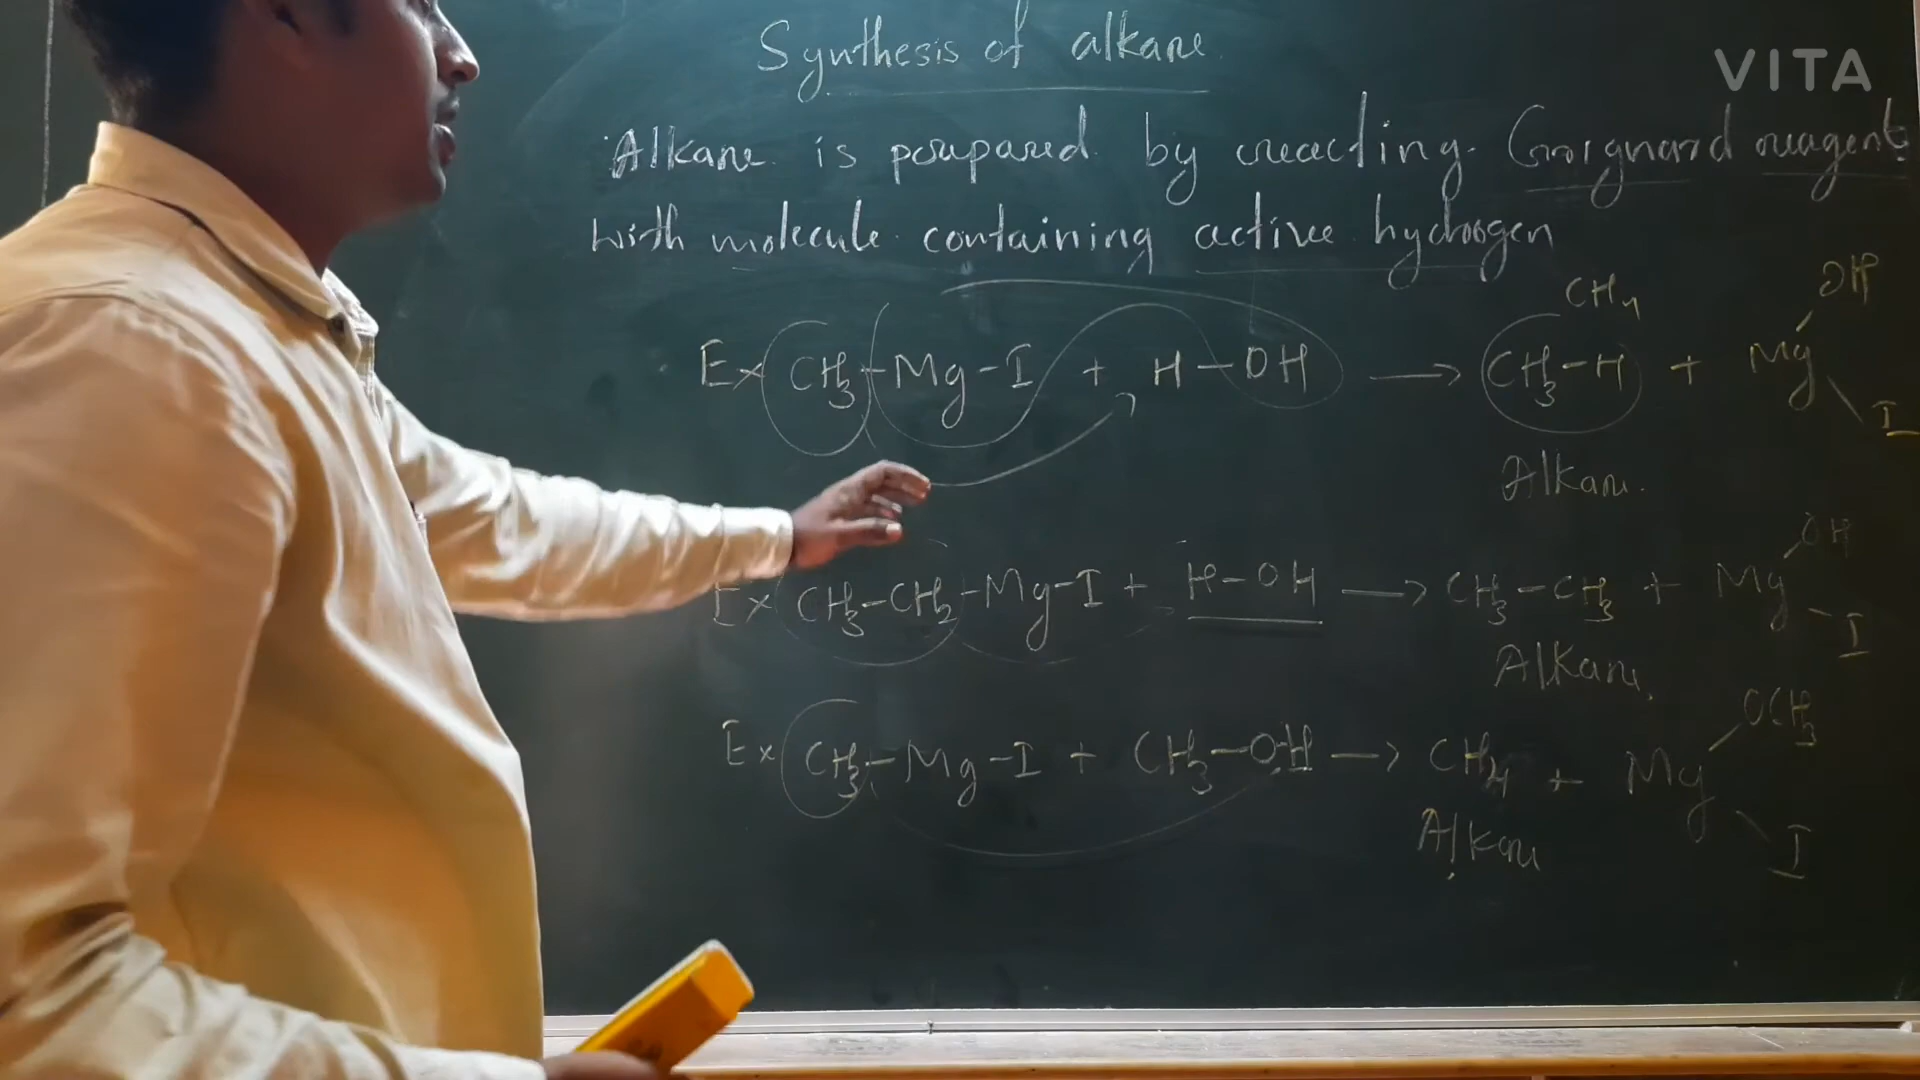 Synthesis of alkane
VITA
Alkane is prepared by reacting Grignard reagent
with molecule containing active hydrogen
Ex CH3-Mg-I + H-OH → CH3-H + Mg
CH4
OH
I
Alkane
Ex CH3-CH2-Mg-I + H-OH → CH3-CH3 + Mg
OH
I
Alkane
Ex CH3-Mg-I + CH3-OH → CH4 + Mg
OCH3
I
Alkane